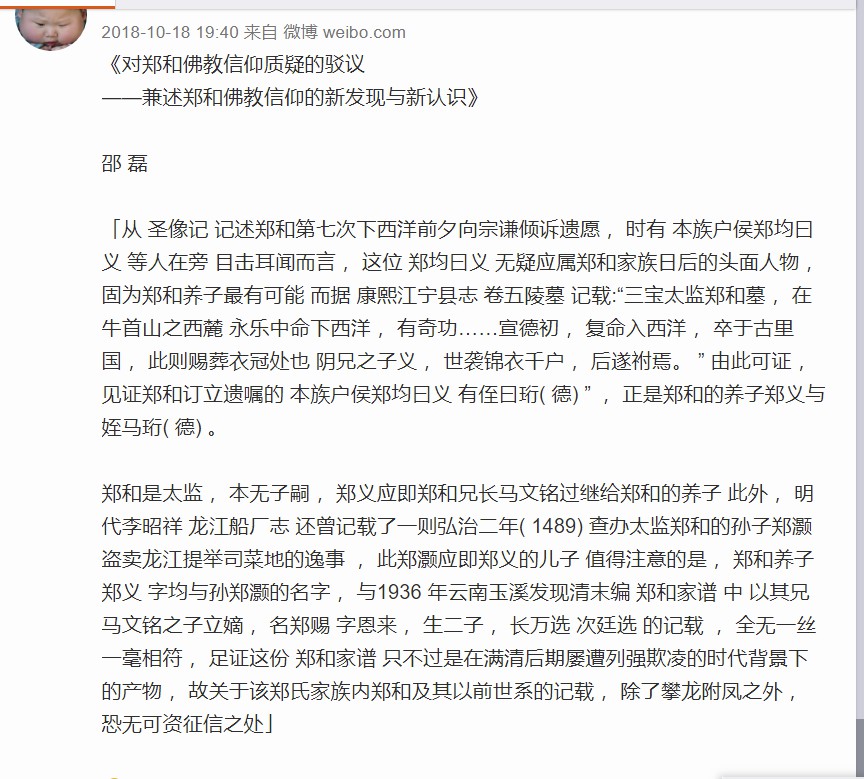 2018-10-18 19:40 来自 微博 weibo.com
《对郑和佛教信仰质疑的驳议
——兼述郑和佛教信仰的新发现与新认识》
邵 磊
「从 圣像记 记述郑和第七次下西洋前夕向宗谦倾诉遗愿 ，时有 本族户侯郑均曰
义 等人在旁 目击耳闻而言 ，这位 郑均曰义 无疑应属郑和家族日后的头面人物 ，
固为郑和养子最有可能 而据 康熙江宁县志 卷五陵墓 记载:“三宝太监郑和墓 ，在
牛首山之西麓 永乐中命下西洋 ，有奇功……宣德初 ，复命入西洋 ，卒于古里
国 ，此则赐葬衣冠处也 阴兄之子义 ，世袭锦衣千户 ，后遂祔焉。 ” 由此可证 ，
见证郑和订立遗嘱的 本族户侯郑均曰义 有侄曰珩( 德) ” ，正是郑和的养子郑义与
姪马珩( 德) 。
郑和是太监 ，本无子嗣 ，郑义应即郑和兄长马文铭过继给郑和的养子 此外 ，明
代李昭祥 龙江船厂志 还曾记载了一则弘治二年( 1489) 查办太监郑和的孙子郑灏
盗卖龙江提举司菜地的逸事 ，此郑灏应即郑义的儿子 值得注意的是 ，郑和养子
郑义 字均与孙郑灏的名字 ，与1936 年云南玉溪发现清末编 郑和家谱 中 以其兄
马文铭之子立嫡 ，名郑赐 字恩来 ，生二子 ，长万选 次廷选 的记载 ，全无一丝
一毫相符 ，足证这份 郑和家谱 只不过是在满清后期屡遭列强欺凌的时代背景下
的产物 ，故关于该郑氏家族内郑和及其以前世系的记载 ，除了攀龙附凤之外 ，
恐无可资征信之处」